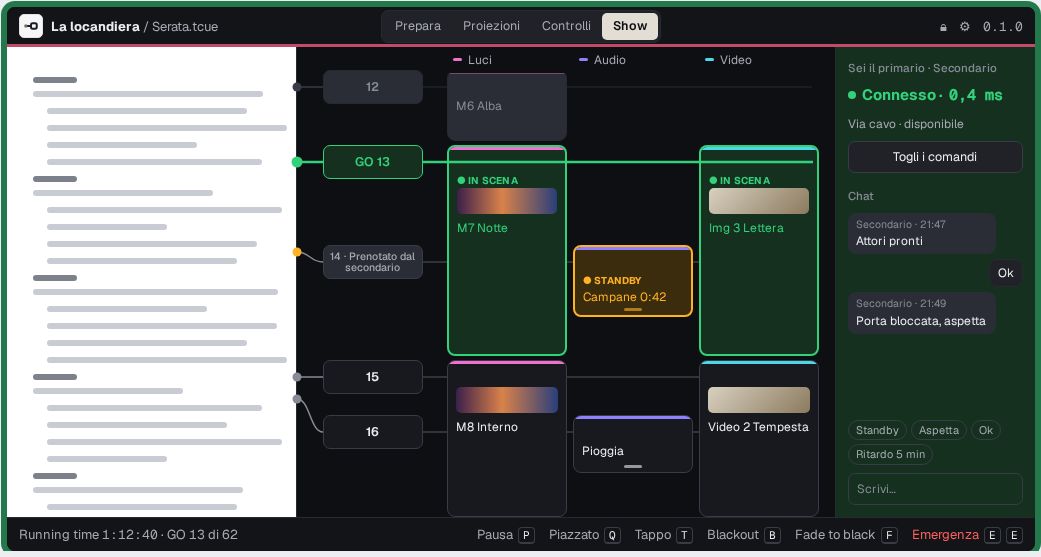 La locandiera / Serata.tcue
Prepara Proiezioni Controlli Show
0.1.0
Luci Audio Video
12
M6 Alba
GO 13
IN SCENA
M7 Notte
IN SCENA
Img 3 Lettera
14 · Prenotato dal
secondario
STANDBY
Campane 0:42
15
M8 Interno
Video 2 Tempesta
16
Pioggia
Sei il primario · Secondario
Connesso · 0,4 ms
Via cavo · disponibile
Togli i comandi
Chat
Secondario · 21:47
Attori pronti
Ok
Secondario · 21:49
Porta bloccata, aspetta
Standby Aspetta Ok
Ritardo 5 min
Scrivi…
Running time 1:12:40 · GO 13 di 62
Pausa P Piazzato Q Tappo T Blackout B Fade to black F Emergenza E E